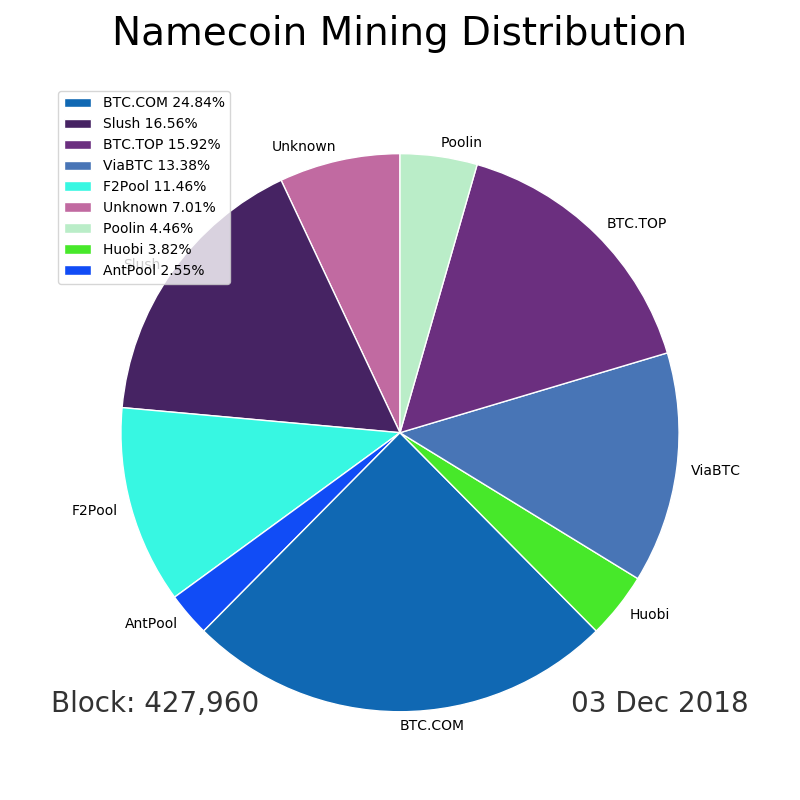 Namecoin Mining Distribution
BTC.COM 24.84%
Slush 16.56%
BTC.TOP 15.92%
ViaBTC 13.38%
F2Pool 11.46%
Unknown 7.01%
Poolin 4.46%
Huobi 3.82%
AntPool 2.55%
Unknown
Poolin
BTC.TOP
Slush
ViaBTC
F2Pool
Huobi
AntPool
BTC.COM
Block: 427,960
03 Dec 2018